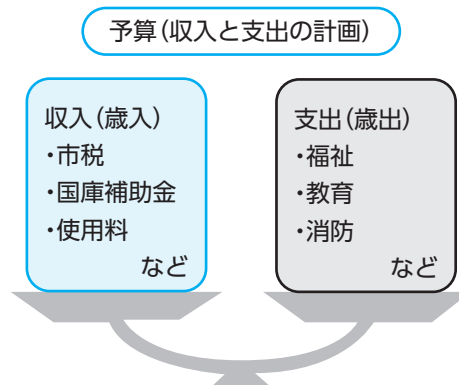 予算(収入と支出の計画)
収入(歳入)
・市税
・国庫補助金
・使用料
など
支出(歳出)
・福祉
・教育
・消防
など